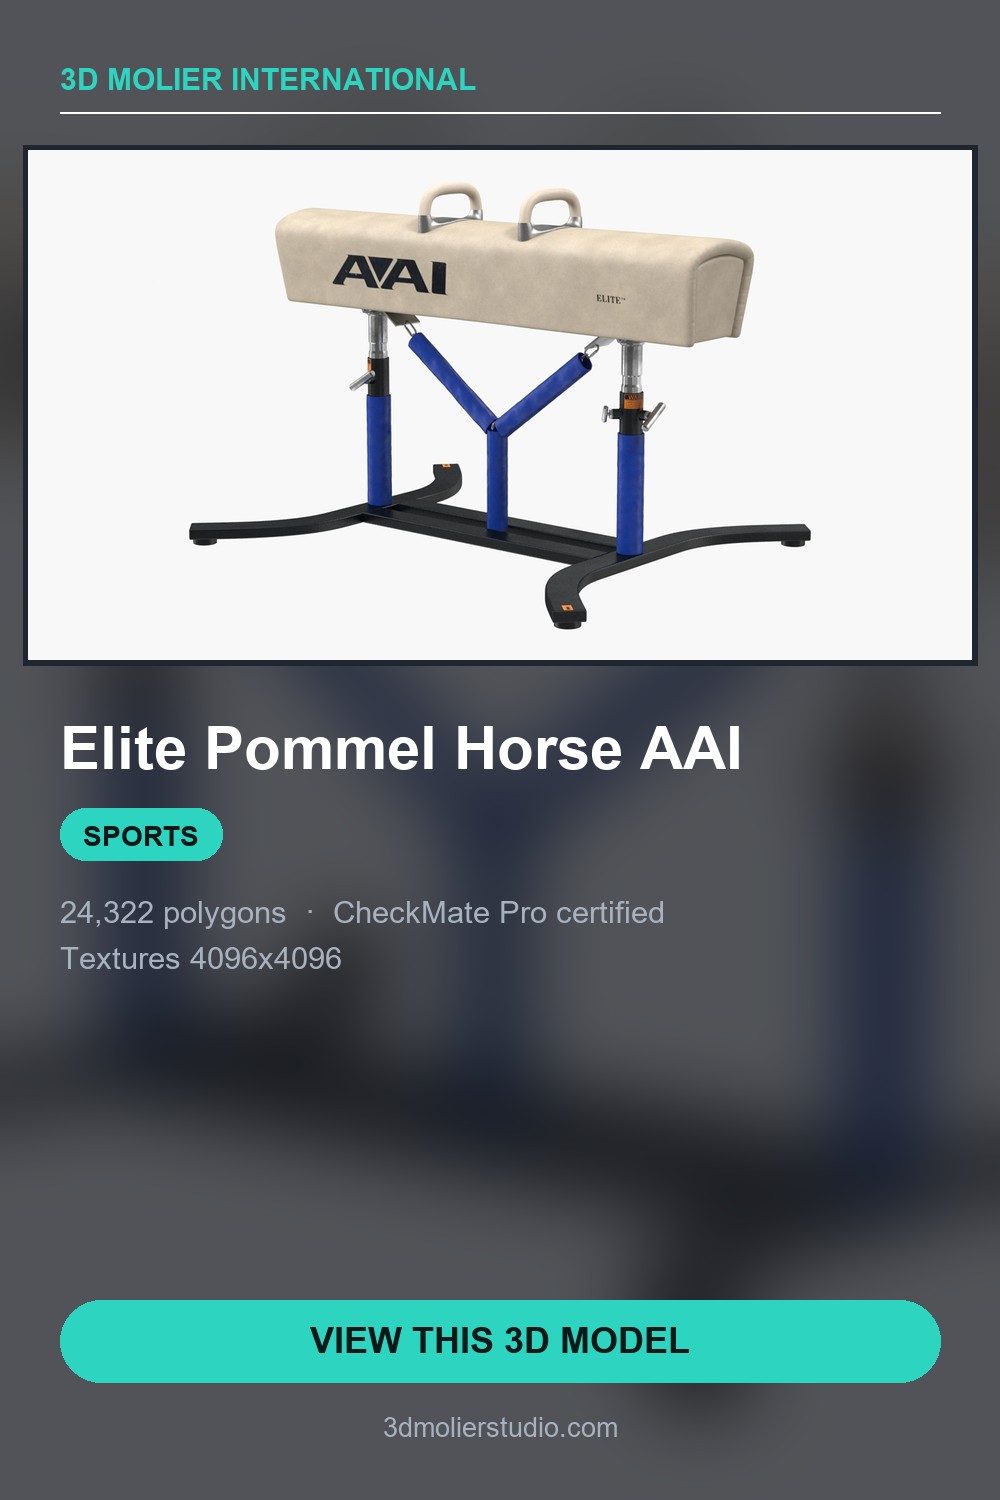 3D MOLIER INTERNATIONAL
AAI
ELITE™
Elite Pommel Horse AAI
SPORTS
24,322 polygons · CheckMate Pro certified
Textures 4096x4096
VIEW THIS 3D MODEL
3dmolierstudio.com